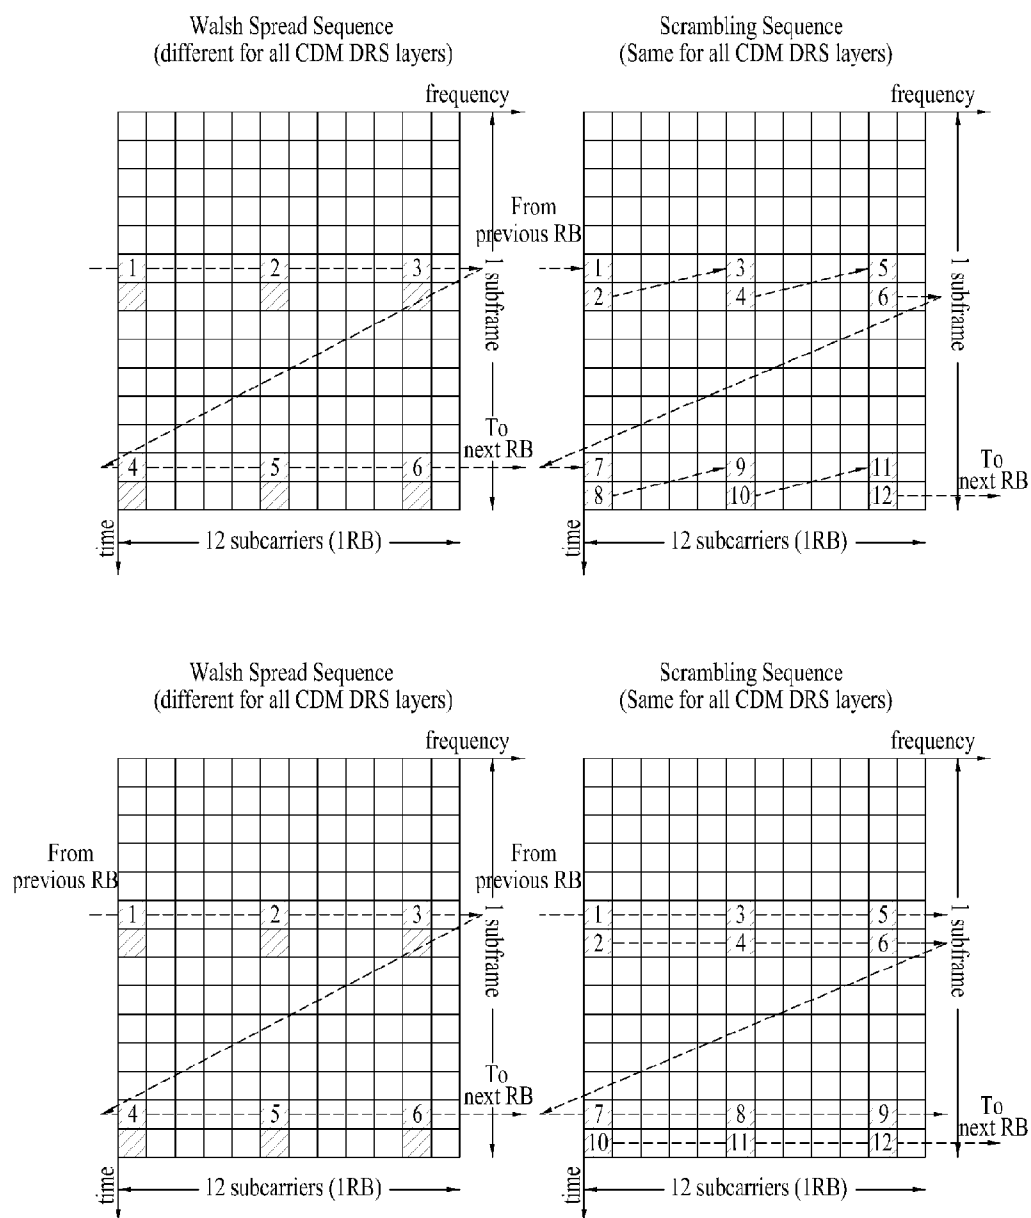 Walsh Spread Sequence
(different for all CDM DRS layers)
frequency
1 2 3
4 5 6
1 subframe
To
next RB
time
12 subcarriers (1RB)
Scrambling Sequence
(Same for all CDM DRS layers)
frequency
From
previous RB
1 3 5
2 4 6
7 9 11
8 10 12
1 subframe
To
next RB
time
12 subcarriers (1RB)
Walsh Spread Sequence
(different for all CDM DRS layers)
frequency
From
previous RB
1 2 3
4 5 6
1 subframe
To
next RB
time
12 subcarriers (1RB)
Scrambling Sequence
(Same for all CDM DRS layers)
frequency
From
previous RB
1 3 5
2 4 6
7 8 9
10 11 12
1 subframe
To
next RB
time
12 subcarriers (1RB)